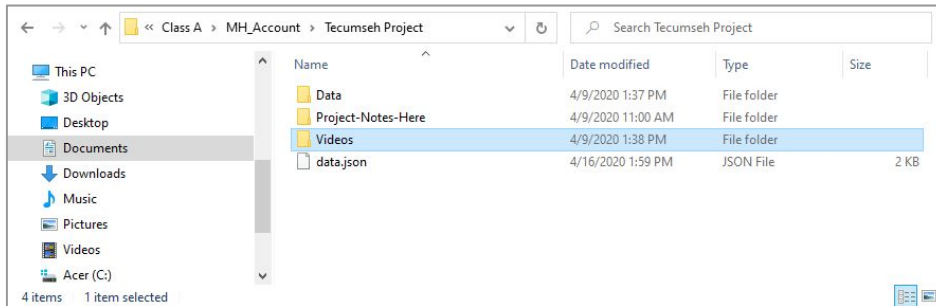 « Class A › MH_Account › Tecumseh Project Search Tecumseh Project
This PC
3D Objects
Desktop
Documents
Downloads
Music
Pictures
Videos
Acer (C:)
Name Date modified Type Size
Data 4/9/2020 1:37 PM File folder
Project-Notes-Here 4/9/2020 11:00 AM File folder
Videos 4/9/2020 1:38 PM File folder
data.json 4/16/2020 1:59 PM JSON File 2 KB
4 items 1 item selected